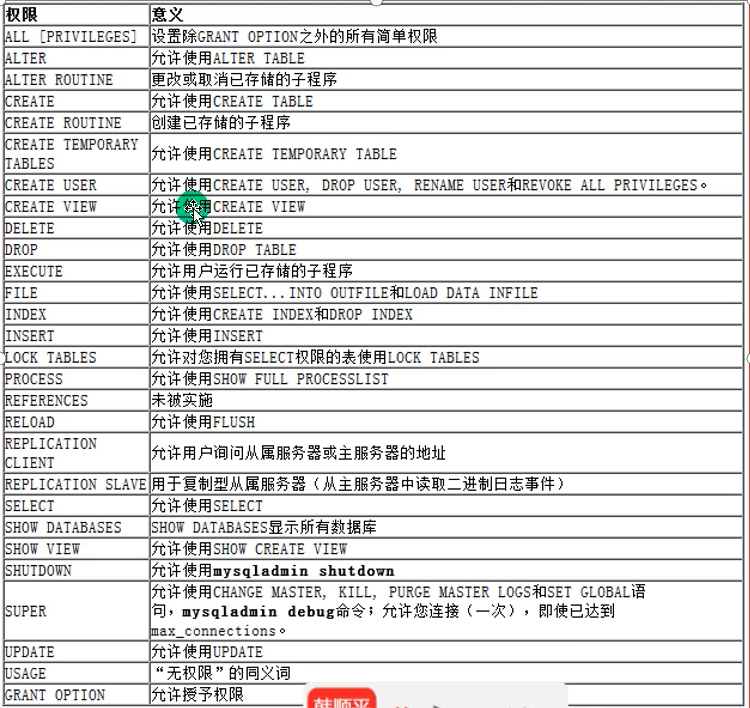 权限 意义
ALL [PRIVILEGES] 设置除GRANT OPTION之外的所有简单权限
ALTER 允许使用ALTER TABLE
ALTER ROUTINE 更改或取消已存储的子程序
CREATE 允许使用CREATE TABLE
CREATE ROUTINE 创建已存储的子程序
CREATE TEMPORARY
TABLES
允许使用CREATE TEMPORARY TABLE
CREATE USER 允许使用CREATE USER, DROP USER, RENAME USER和REVOKE ALL PRIVILEGES。
CREATE VIEW 允许使用CREATE VIEW
DELETE 允许使用DELETE
DROP 允许使用DROP TABLE
EXECUTE 允许用户运行已存储的子程序
FILE 允许使用SELECT...INTO OUTFILE和LOAD DATA INFILE
INDEX 允许使用CREATE INDEX和DROP INDEX
INSERT 允许使用INSERT
LOCK TABLES 允许对您拥有SELECT权限的表使用LOCK TABLES
PROCESS 允许使用SHOW FULL PROCESSLIST
REFERENCES 未被实施
RELOAD 允许使用FLUSH
REPLICATION
CLIENT
允许用户询问从属服务器或主服务器的地址
REPLICATION SLAVE 用于复制型从属服务器（从主服务器中读取二进制日志事件）
SELECT 允许使用SELECT
SHOW DATABASES SHOW DATABASES显示所有数据库
SHOW VIEW 允许使用SHOW CREATE VIEW
SHUTDOWN 允许使用mysqladmin shutdown
SUPER
允许使用CHANGE MASTER, KILL, PURGE MASTER LOGS和SET GLOBAL语
句，mysqladmin debug命令；允许您连接（一次），即使已达到
max_connections。
UPDATE 允许使用UPDATE
USAGE “无权限”的同义词
GRANT OPTION 允许授予权限
韩顺平